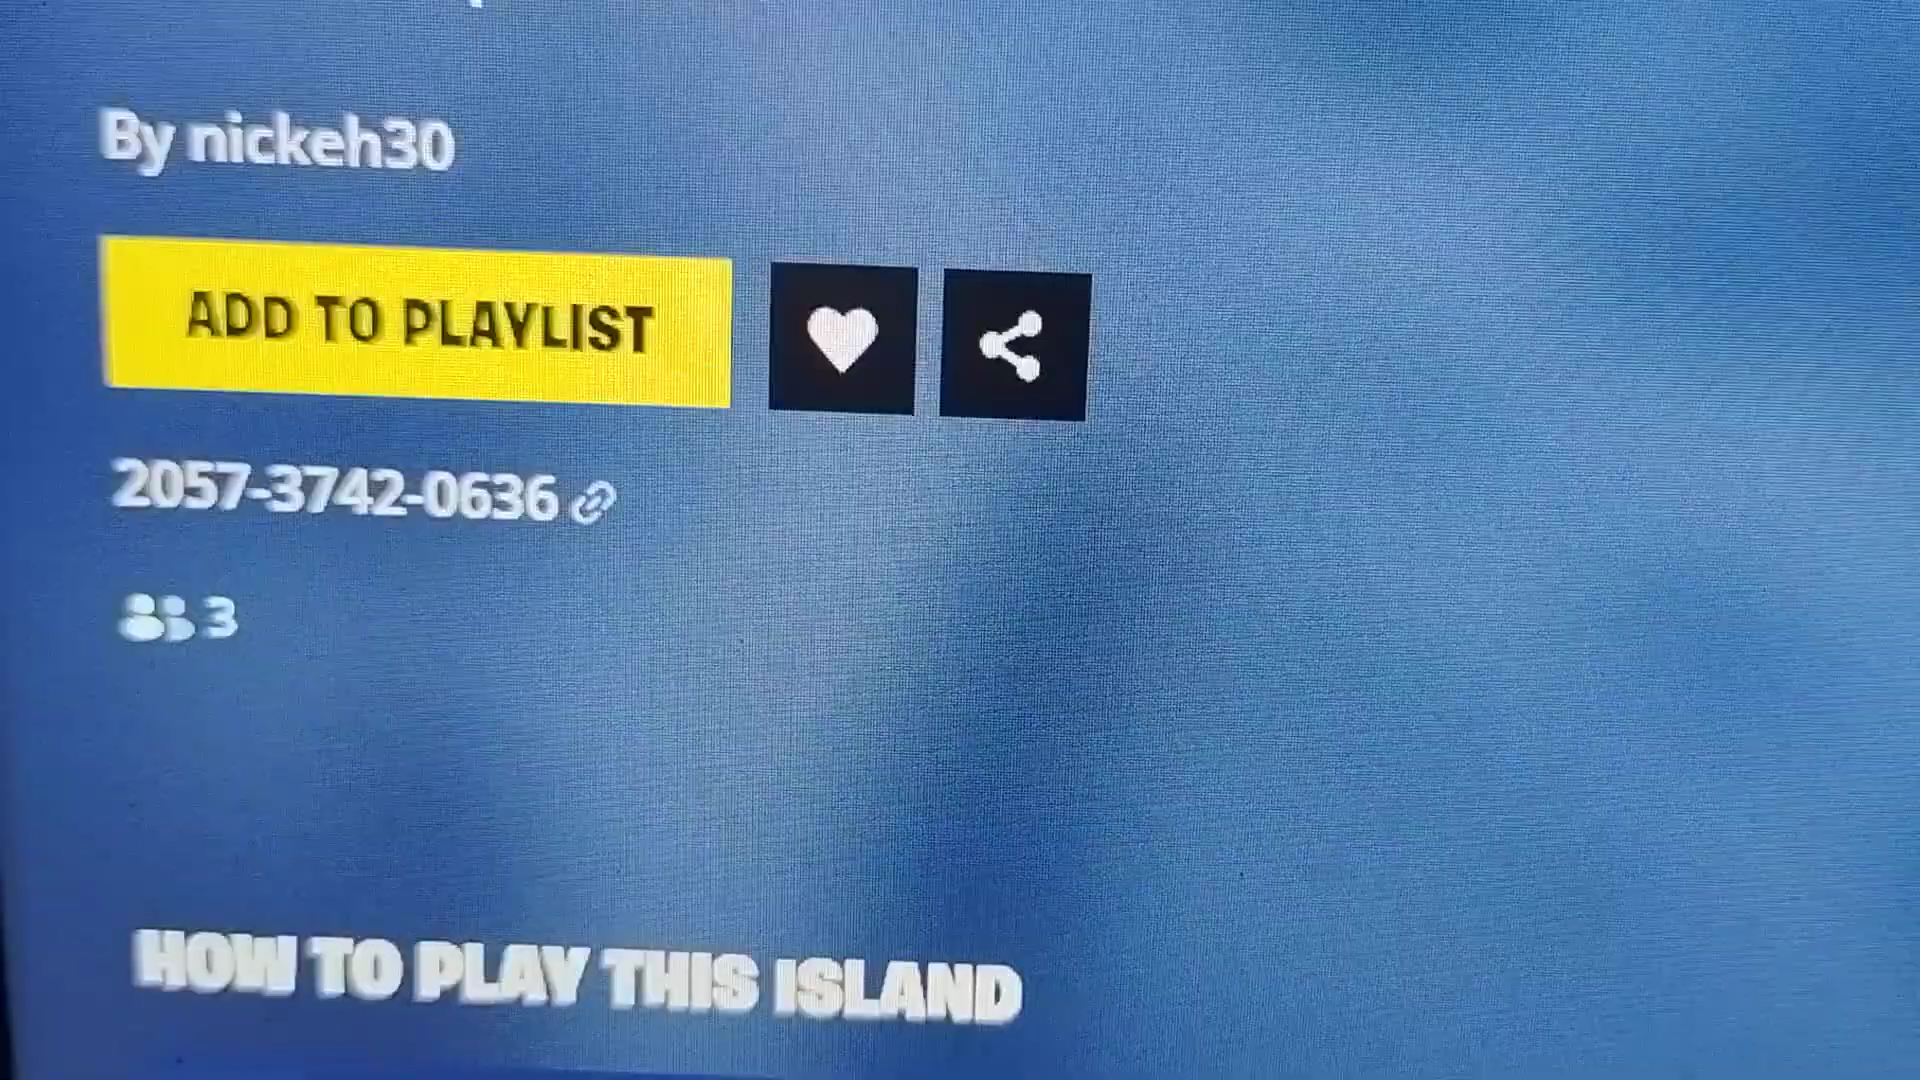 By nickeh30
ADD TO PLAYLIST
2057-3742-0636
3
HOW TO PLAY THIS ISLAND